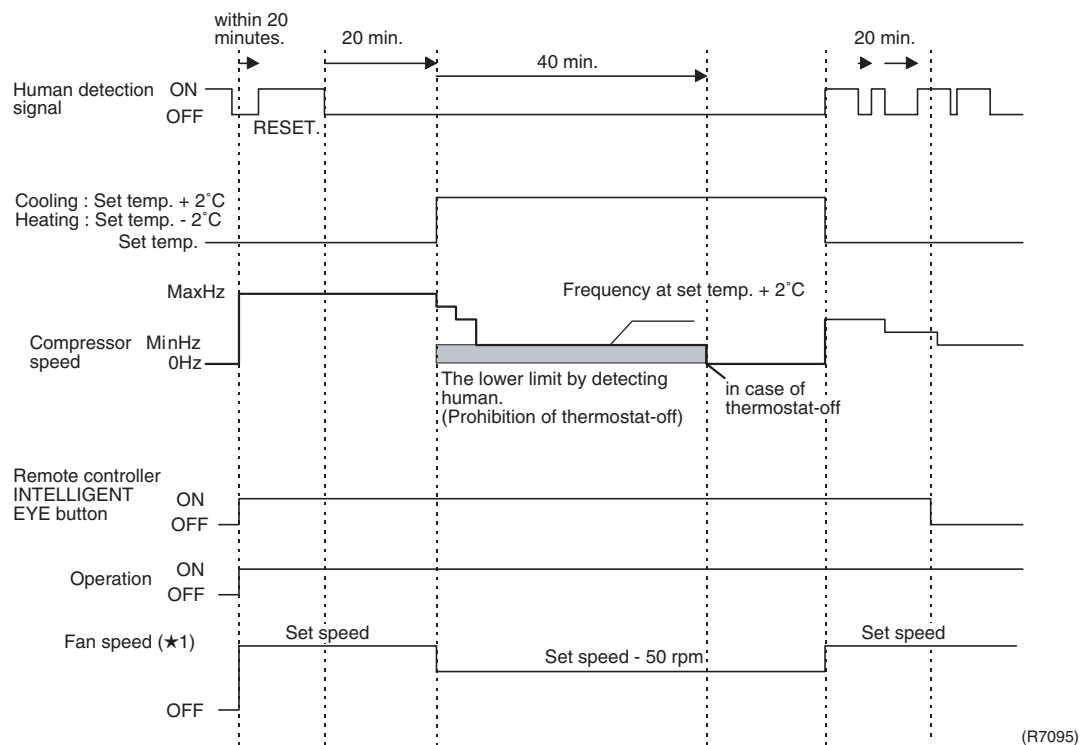 within 20
minutes.
20 min.
40 min.
20 min.
Human detection
signal
ON
OFF
RESET.
Cooling : Set temp. + 2˚C
Heating : Set temp. - 2˚C
Set temp.
MaxHz
Frequency at set temp. + 2˚C
Compressor
speed
MinHz
0Hz
The lower limit by detecting
human.
(Prohibition of thermostat-off)
in case of
thermostat-off
Remote controller
INTELLIGENT
EYE button
ON
OFF
Operation
ON
OFF
Fan speed (★1)
Set speed
Set speed - 50 rpm
Set speed
OFF
(R7095)